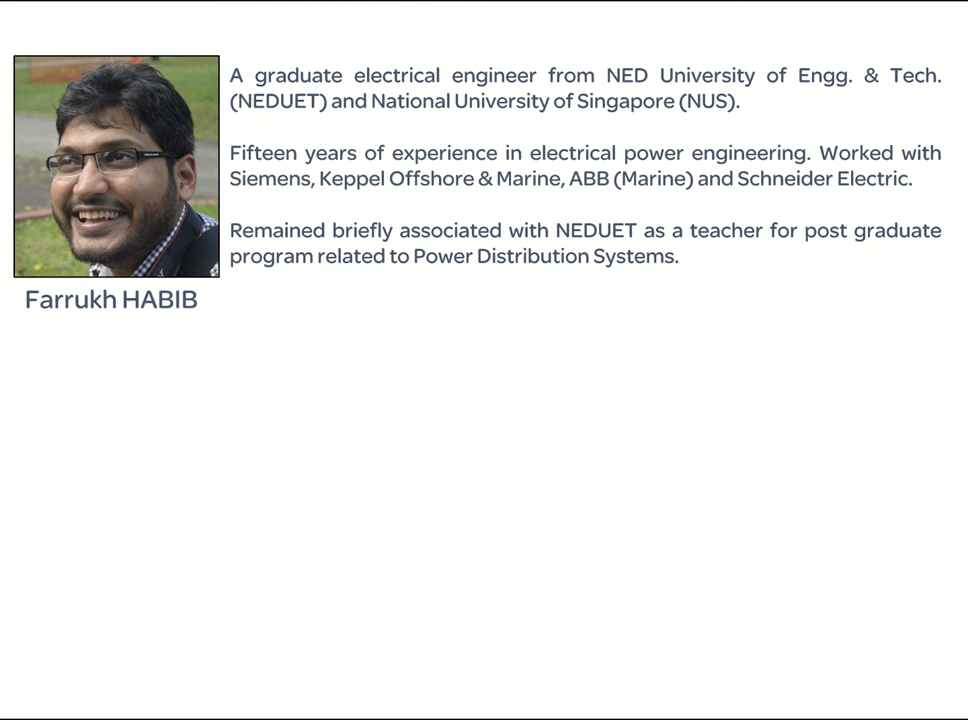 A graduate electrical engineer from NED University of Engg. & Tech.
(NEDUET) and National University of Singapore (NUS).
Fifteen years of experience in electrical power engineering. Worked with
Siemens, Keppel Offshore & Marine, ABB (Marine) and Schneider Electric.
Remained briefly associated with NEDUET as a teacher for post graduate
program related to Power Distribution Systems.
Farrukh HABIB